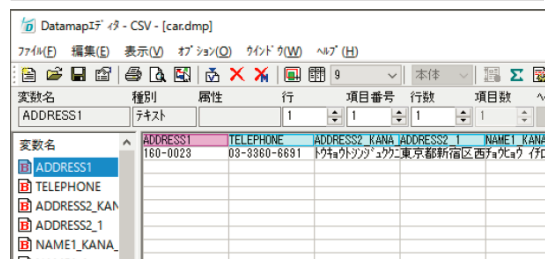 Datamapｴﾃﾞｨﾀ - CSV - [car.dmp]
ﾌｧｲﾙ(F) 編集(E) 表示(V) ｵﾌﾟｼｮﾝ(O) ｳｨﾝﾄﾞｳ(W) ﾍﾙﾌﾟ(H)
9 本体
変数名 種別 属性 行 項目番号 行数 項目数
ADDRESS1 ﾃｷｽﾄ 1 1 1 1
変数名 ADDRESS1 TELEPHONE ADDRESS2_KANA ADDRESS2_1 NAME1_KANA
160-0023 03-3360-6691 東京都新宿区西
ADDRESS1
TELEPHONE
ADDRESS2_KAN
ADDRESS2_1
NAME1_KANA_